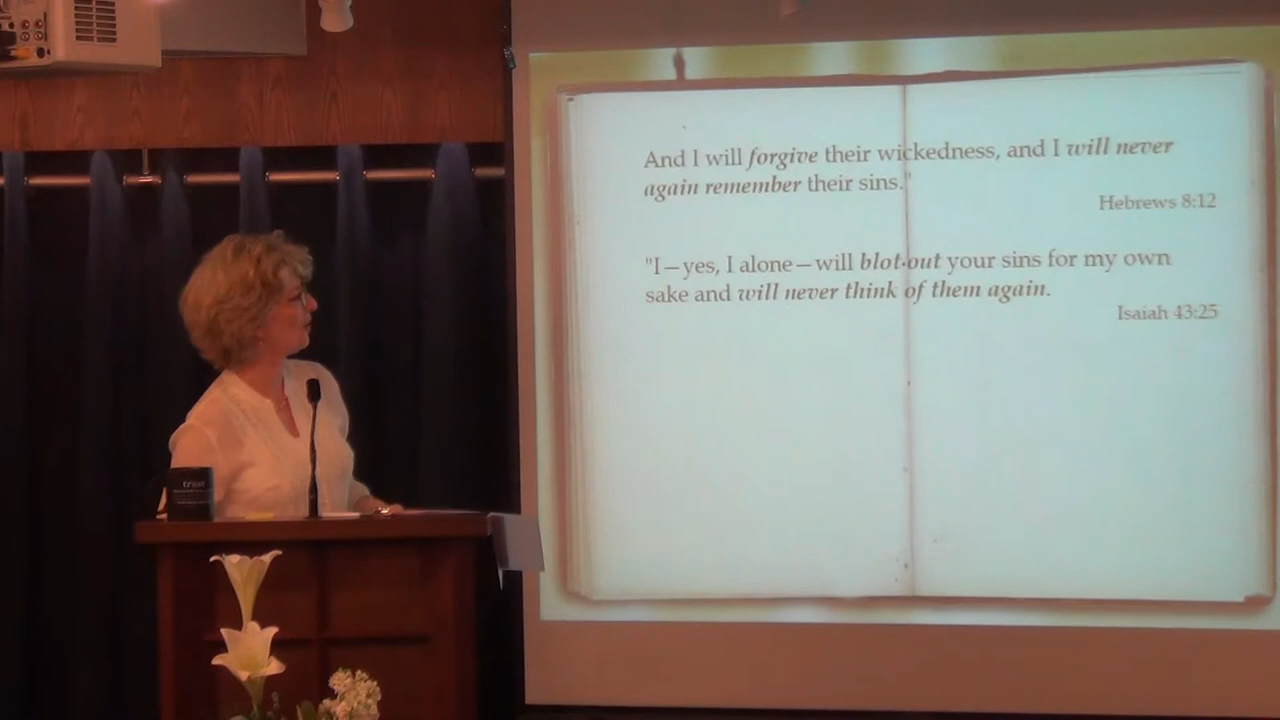 And I will forgive their wickedness, and I will never
again remember their sins."
Hebrews 8:12
"I—yes, I alone—will blot out your sins for my own
sake and will never think of them again.
Isaiah 43:25
trust